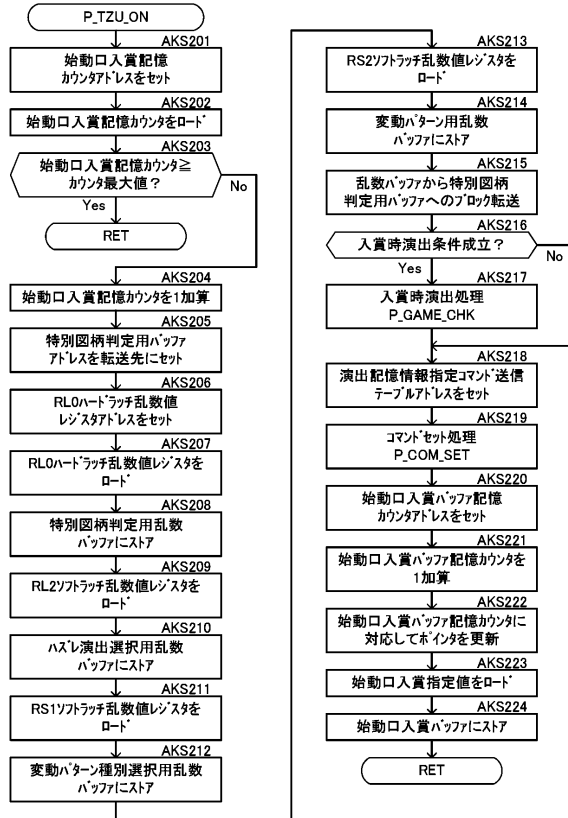 P_TZU_ON
AKS201
始動口入賞記憶
カウンタアドレスをセット
AKS202
始動口入賞記憶カウンタをロード
AKS203
始動口入賞記憶カウンタ≧
カウンタ最大値？
No
Yes
RET
AKS204
始動口入賞記憶カウンタを1加算
AKS205
特別図柄判定用バッファ
アドレスを転送先にセット
AKS206
RL0ハードラッチ乱数値
レジスタアドレスをセット
AKS207
RL0ハードラッチ乱数値レジスタを
ロード
AKS208
特別図柄判定用乱数
バッファにストア
AKS209
RL2ソフトラッチ乱数値レジスタを
ロード
AKS210
ハズレ演出選択用乱数
バッファにストア
AKS211
RS1ソフトラッチ乱数値レジスタを
ロード
AKS212
変動パターン種別選択用乱数
バッファにストア
AKS213
RS2ソフトラッチ乱数値レジスタを
ロード
AKS214
変動パターン用乱数
バッファにストア
AKS215
乱数バッファから特別図柄
判定用バッファへのブロック転送
AKS216
入賞時演出条件成立？
No
Yes
AKS217
入賞時演出処理
P_GAME_CHK
AKS218
演出記憶情報指定コマンド送信
テーブルアドレスをセット
AKS219
コマンドセット処理
P_COM_SET
AKS220
始動口入賞バッファ記憶
カウンタアドレスをセット
AKS221
始動口入賞バッファ記憶カウンタを
1加算
AKS222
始動口入賞バッファ記憶カウンタに
対応してポインタを更新
AKS223
始動口入賞指定値をロード
AKS224
始動口入賞バッファにストア
RET